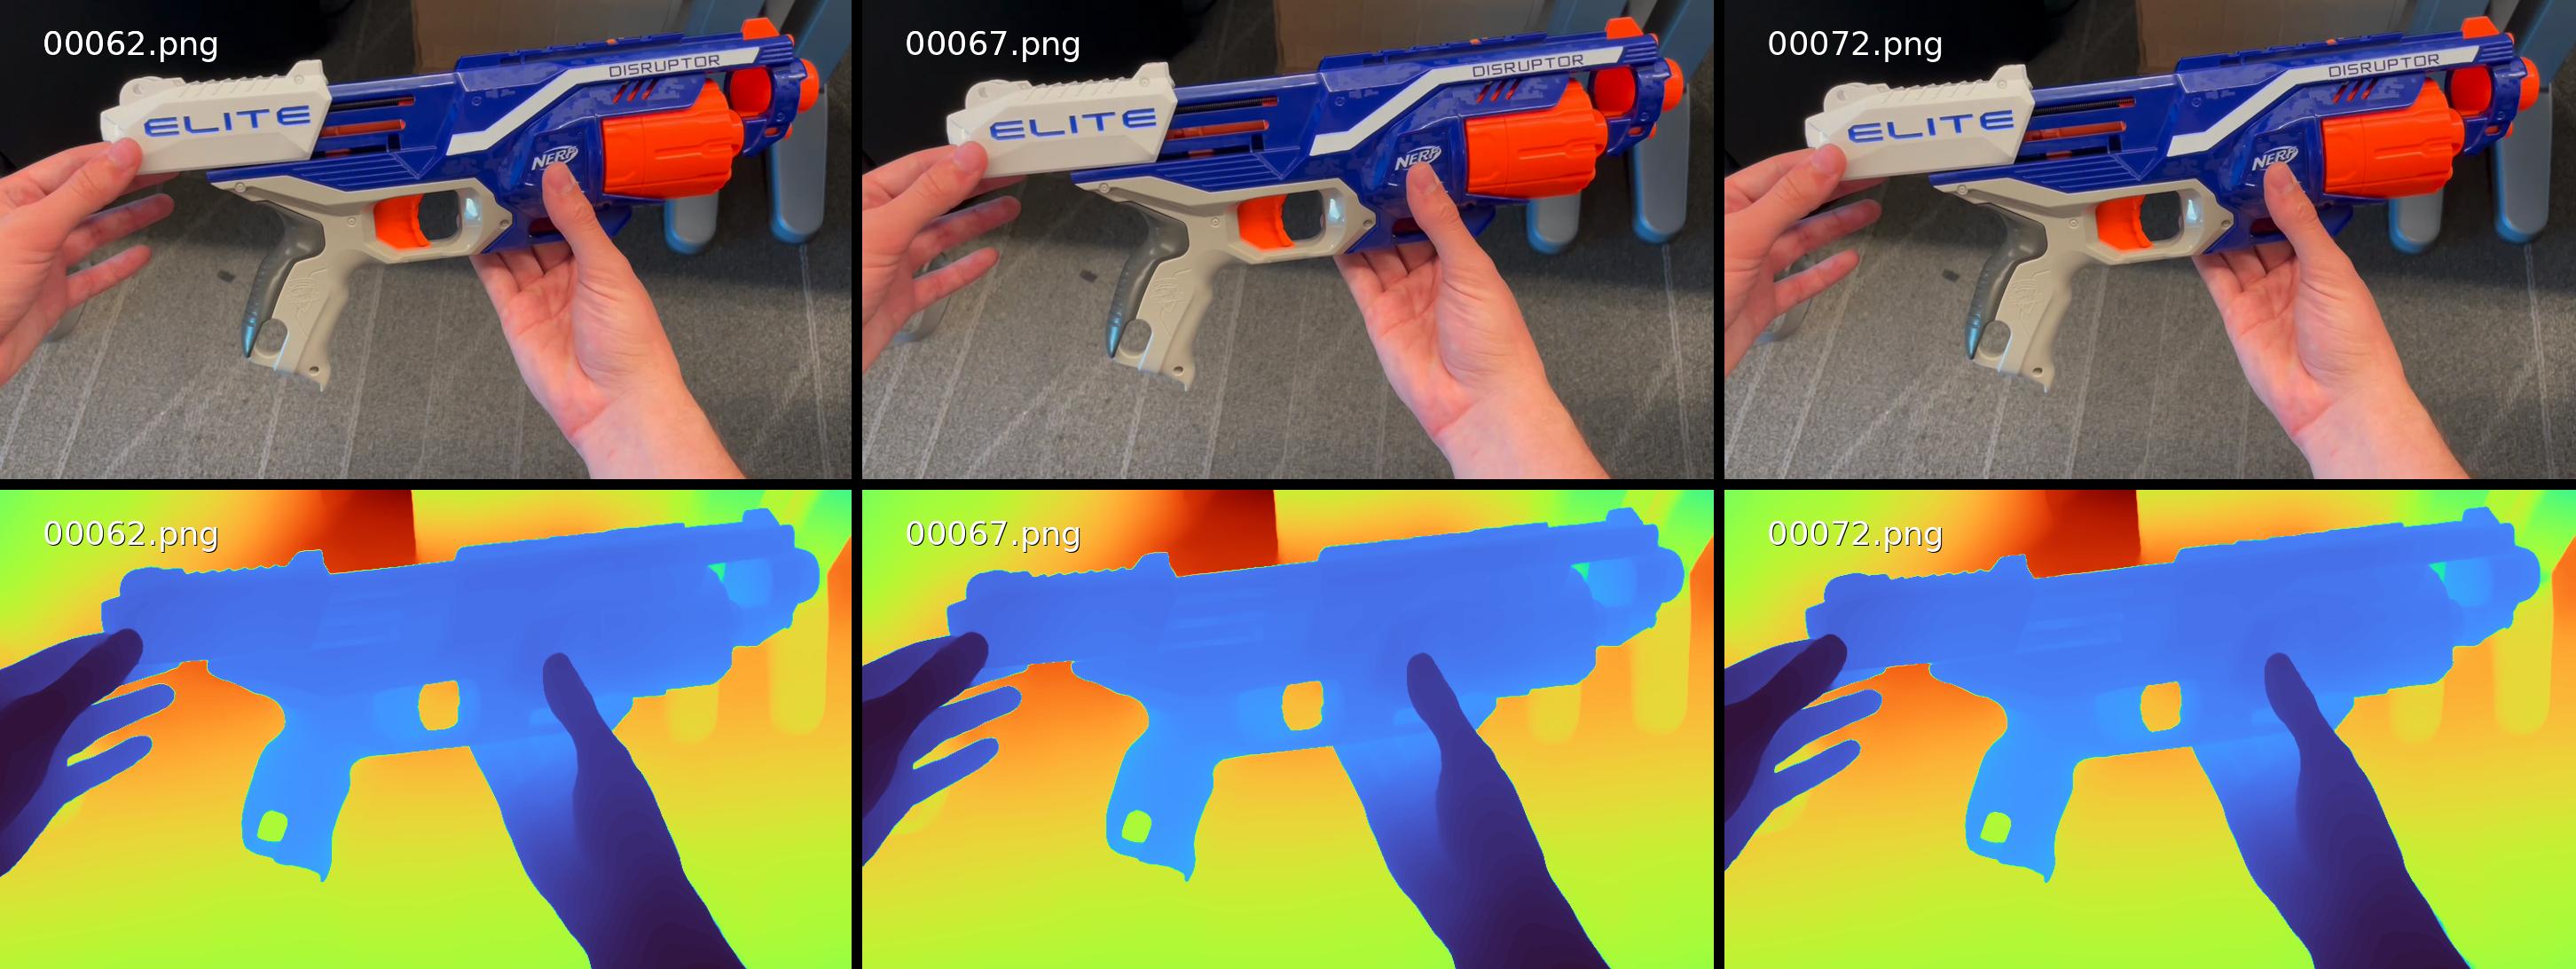 00062.png
DISRUPTOR
ELITE
NERF
00067.png
DISRUPTOR
ELITE
NERF
00072.png
DISRUPTOR
ELITE
NERF
00062.png
00067.png
00072.png